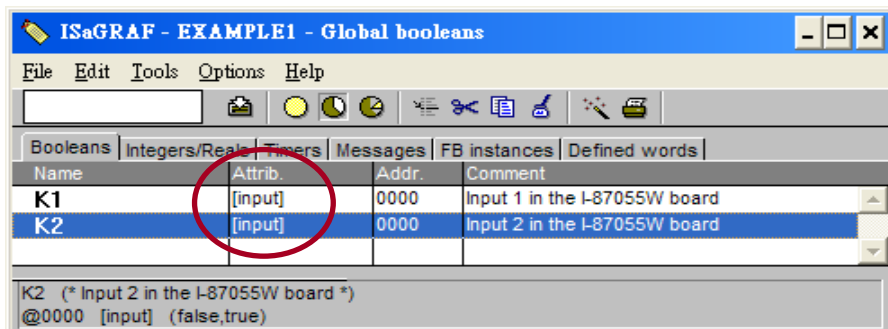 ISaGRAF - EXAMPLE1 - Global booleans
File Edit Tools Options Help
Booleans Integers/Reals Timers Messages FB instances Defined words
Name Attrib. Addr. Comment
K1 [input] 0000 Input 1 in the I-87055W board
K2 [input] 0000 Input 2 in the I-87055W board
K2 (* Input 2 in the I-87055W board *)
@0000 [input] (false,true)